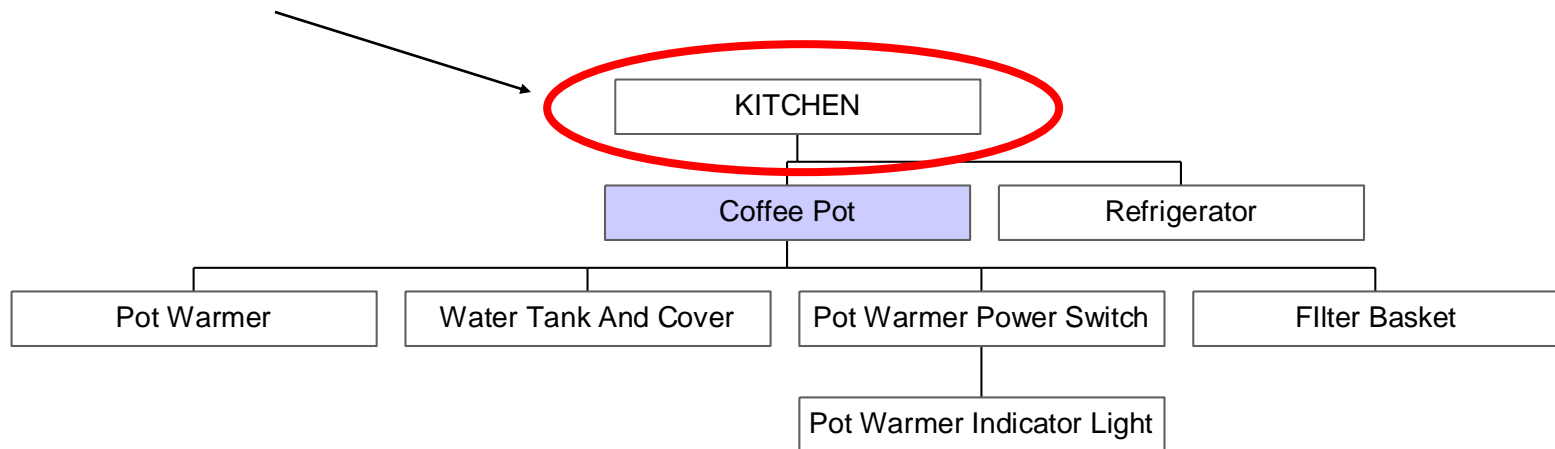 KITCHEN
Coffee Pot
Refrigerator
Pot Warmer
Water Tank And Cover
Pot Warmer Power Switch
FIlter Basket
Pot Warmer Indicator Light